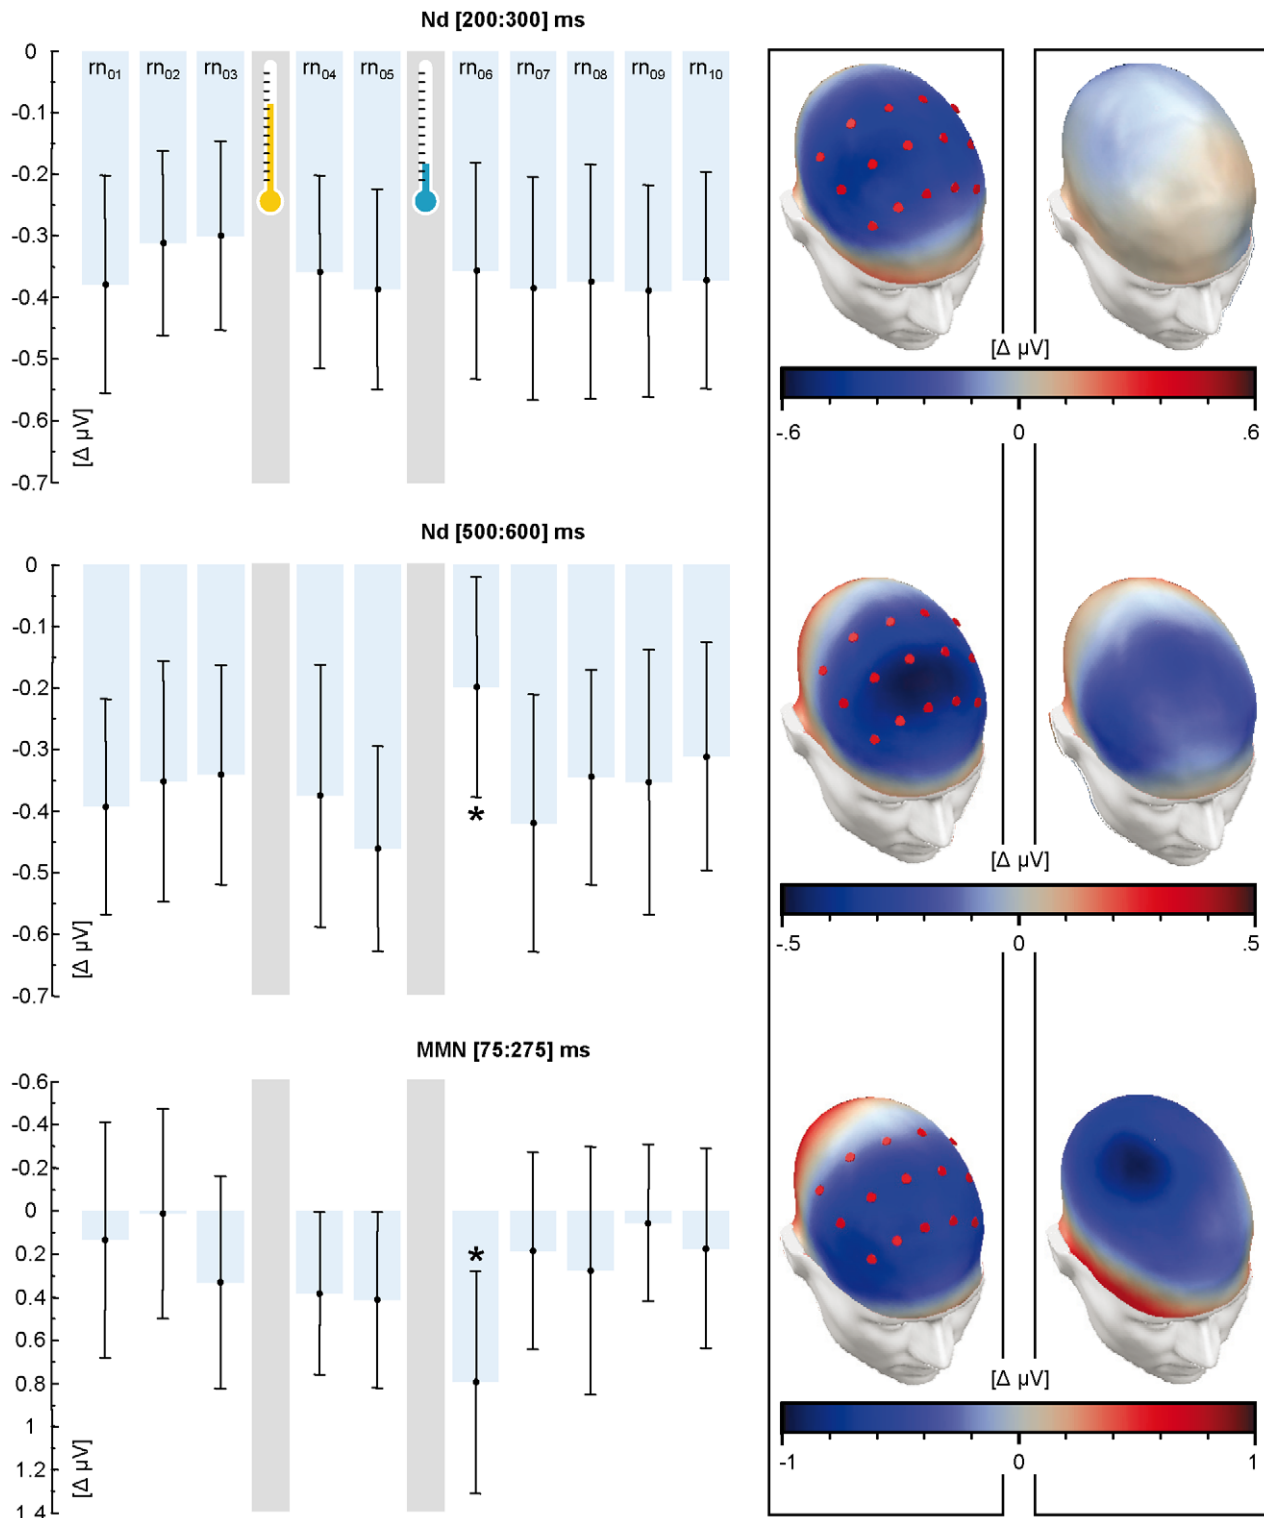 Nd [200:300] ms
0
-0.1
-0.2
-0.3
-0.4
-0.5
-0.6
-0.7
[Δ µV]
rn01 rn02 rn03 rn04 rn05 rn06 rn07 rn08 rn09 rn10
[Δ µV]
-.6 0 .6
Nd [500:600] ms
0
-0.1
-0.2
-0.3
-0.4
-0.5
-0.6
-0.7
[Δ µV]
*
[Δ µV]
-.5 0 .5
MMN [75:275] ms
-0.6
-0.4
-0.2
0
0.2
0.4
0.6
0.8
1
1.2
1.4
[Δ µV]
*
[Δ µV]
-1 0 1